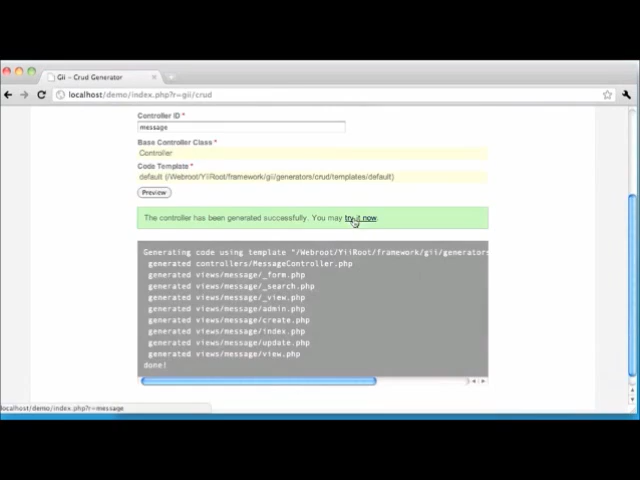 Gii - Crud Generator
localhost/demo/index.php?r=gii/crud
Controller ID *
message
Base Controller Class *
Controller
Code Template *
default (/Webroot/YiiRoot/framework/gii/generators/crud/templates/default)
Preview
The controller has been generated successfully. You may try it now.
Generating code using template "/Webroot/YiiRoot/framework/gii/generators
generated controllers/MessageController.php
generated views/message/_form.php
generated views/message/_search.php
generated views/message/_view.php
generated views/message/admin.php
generated views/message/create.php
generated views/message/index.php
generated views/message/update.php
generated views/message/view.php
done!
localhost/demo/index.php?r=message